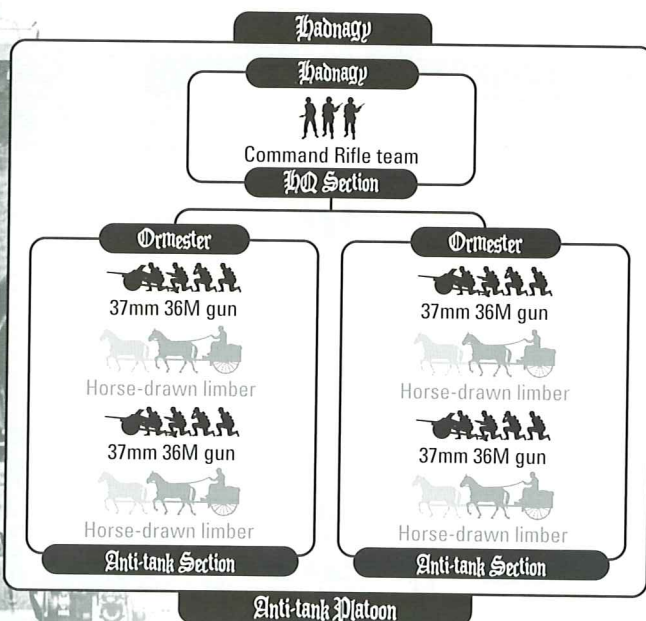 Hadnagy
Hadnagy
Command Rifle team
HQ Section
Ormester
37mm 36M gun
Horse-drawn limber
37mm 36M gun
Horse-drawn limber
Anti-tank Section
Ormester
37mm 36M gun
Horse-drawn limber
37mm 36M gun
Horse-drawn limber
Anti-tank Section
Anti-tank Platoon